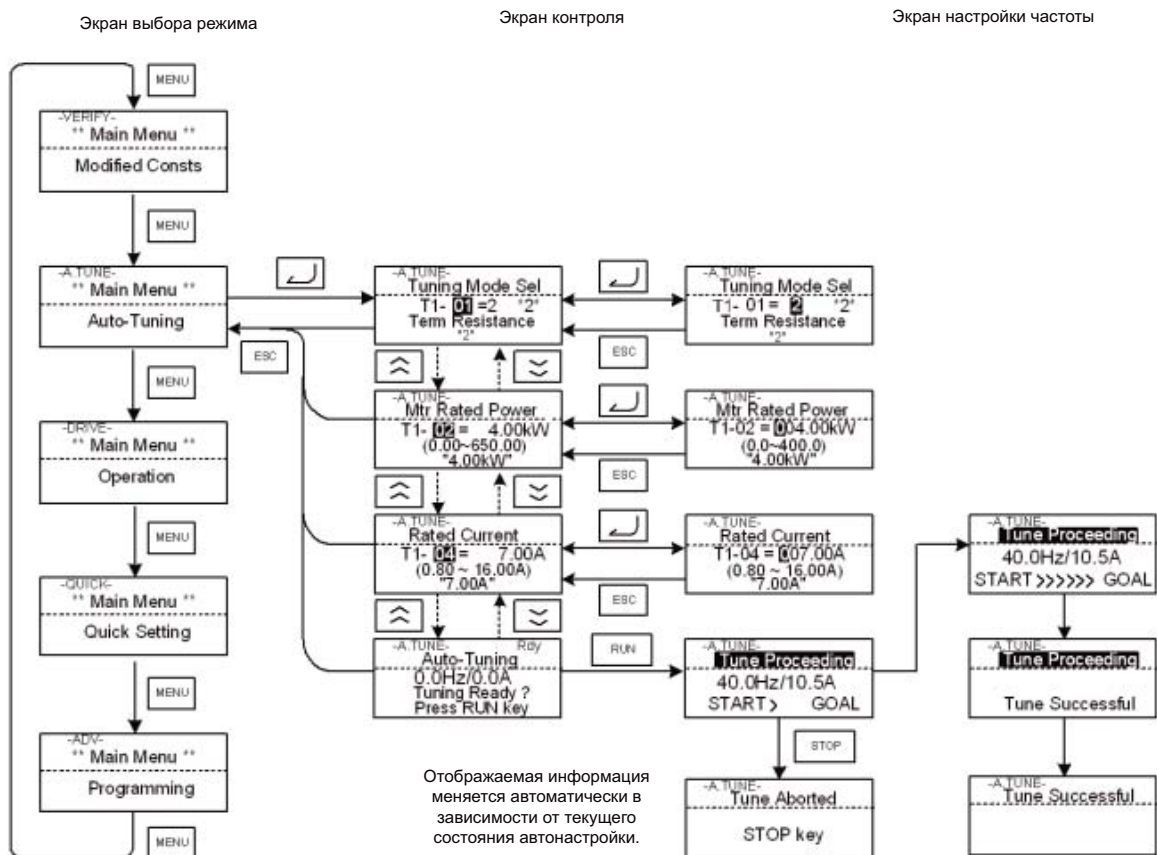 Экран выбора режима
Экран контроля
Экран настройки частоты
MENU
-VERIFY-
** Main Menu **
Modified Consts
MENU
-A.TUNE-
** Main Menu **
Auto-Tuning
ESC
MENU
-DRIVE-
** Main Menu **
Operation
MENU
-QUICK-
** Main Menu **
Quick Setting
MENU
-ADV-
** Main Menu **
Programming
MENU
-A.TUNE-
Tuning Mode Sel
T1- 01 =2 *2*
Term Resistance
"2"
-A.TUNE-
Mtr Rated Power
T1- 02 = 4.00kW
(0.00~650.00)
"4.00kW"
-A.TUNE-
Rated Current
T1- 04 = 7.00A
(0.80 ~ 16.00A)
"7.00A"
-A.TUNE- Rdy
Auto-Tuning
0.0Hz/0.0A
Tuning Ready ?
Press RUN key
Отображаемая информация
меняется автоматически в
зависимости от текущего
состояния автонастройки.
ESC
ESC
ESC
RUN
-A.TUNE-
Tuning Mode Sel
T1- 01 = 2 *2*
Term Resistance
"2"
-A.TUNE-
Mtr Rated Power
T1-02 = 004.00kW
(0.0~400.0)
"4.00kW"
-A.TUNE-
Rated Current
T1-04 = 007.00A
(0.80 ~ 16.00A)
"7.00A"
-A.TUNE-
Tune Proceeding
40.0Hz/10.5A
START> GOAL
STOP
-A.TUNE-
Tune Aborted
STOP key
-A.TUNE-
Tune Proceeding
40.0Hz/10.5A
START >>>>>> GOAL
-A.TUNE-
Tune Proceeding
Tune Successful
-A.TUNE-
Tune Successful